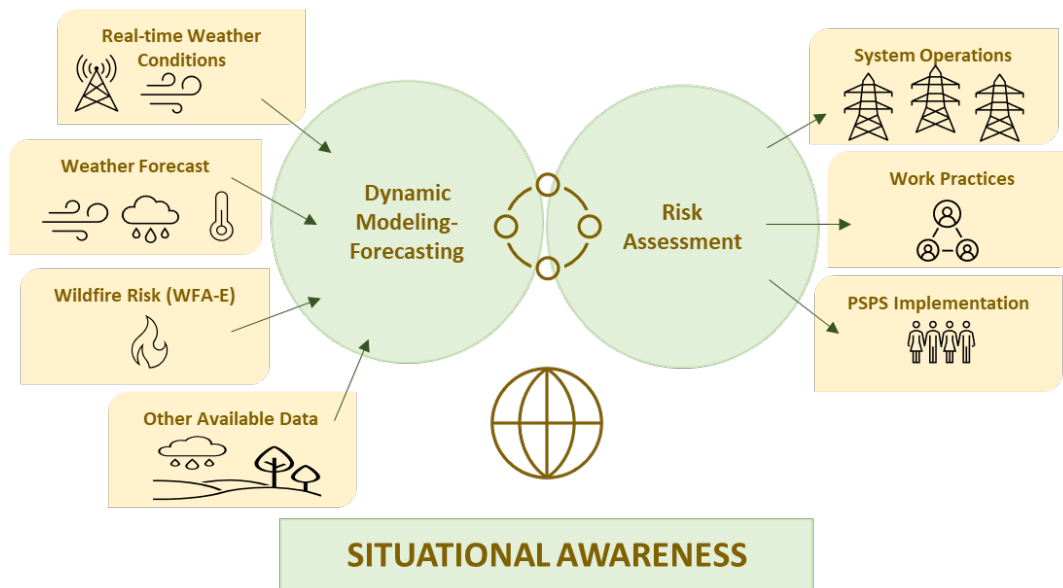 Real-time Weather
Conditions
Weather Forecast
Wildfire Risk (WFA-E)
Other Available Data
Dynamic
Modeling-
Forecasting
Risk
Assessment
System Operations
Work Practices
PSPS Implementation
SITUATIONAL AWARENESS